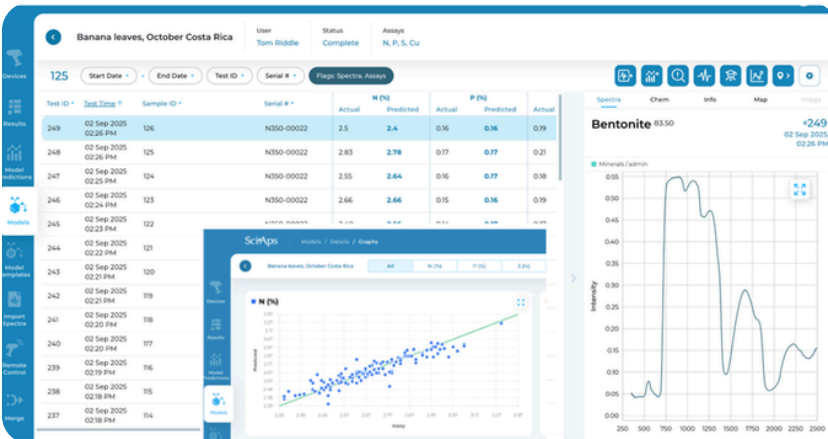 Banana leaves, October Costa Rica
User
Tom Riddle
Status
Complete
Assays
N, P, S, Cu
Devices
Results
Model
Models
Model
Import
Spectra
Remote
Control
Merge
125
Start Date
-
End Date
Test ID
Serial #
Flags: Spectra, Assays
N (%)
P (%)
Test ID
Test Time
Sample ID
Serial #
Actual
Predicted
Actual
Predicted
Actual
249
02 Sep 2025
02:26 PM
126
N350-00022
2.5
2.4
0.16
0.16
0.19
248
02 Sep 2025
02:26 PM
125
N350-00022
2.83
2.78
0.17
0.17
0.21
247
02 Sep 2025
02:25 PM
124
N350-00022
2.55
2.64
0.16
0.17
0.18
246
02 Sep 2025
02:24 PM
123
N350-00022
2.66
2.66
0.15
0.16
0.19
245
02 Sep 2025
02:23 PM
122
244
02 Sep 2025
02:22 PM
121
243
02 Sep 2025
02:21 PM
120
242
02 Sep 2025
02:21 PM
119
241
02 Sep 2025
02:20 PM
118
240
02 Sep 2025
02:20 PM
117
239
02 Sep 2025
02:19 PM
116
238
02 Sep 2025
02:18 PM
115
237
02 Sep 2025
02:18 PM
114
SciAps
Models / Details / Graphs
Banana leaves, October Costa Rica
All
N (%)
P (%)
S (%)
Devices
Results
Model
Models
N (%)
Predicted
Assay
Spectra
Chem
Info
Map
Image
Bentonite 83.50
#249
02 Sep 2025
02:26 PM
Minerals / admin
Intensity
0.55
0.50
0.45
0.40
0.35
0.30
0.25
0.20
0.15
0.10
0.05
0.00
250 500 750 1000 1250 1500 1750 2000 2250 2500